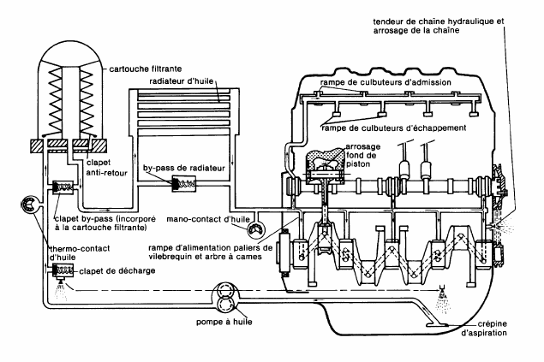 tendeur de chaîne hydraulique et
arrosage de la chaîne
cartouche filtrante
radiateur d'huile
rampe de culbuteurs d'admission
rampe de culbuteurs d'échappement
clapet
anti-retour
by-pass de radiateur
arrosage
fond de
piston
clapet by-pass (incorporé
à la cartouche filtrante)
mano-contact d'huile
thermo-contact
d'huile
rampe d'alimentation paliers de
vilebrequin et arbre à cames
clapet de décharge
pompe à huile
crépine
d'aspiration